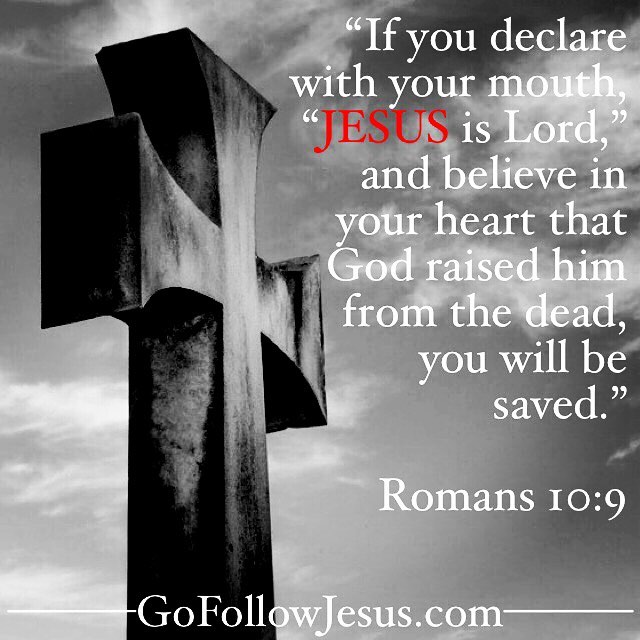 “If you declare
with your mouth,
“JESUS is Lord,”
and believe in
your heart that
God raised him
from the dead,
you will be
saved.”
Romans 10:9
GoFollowJesus.com